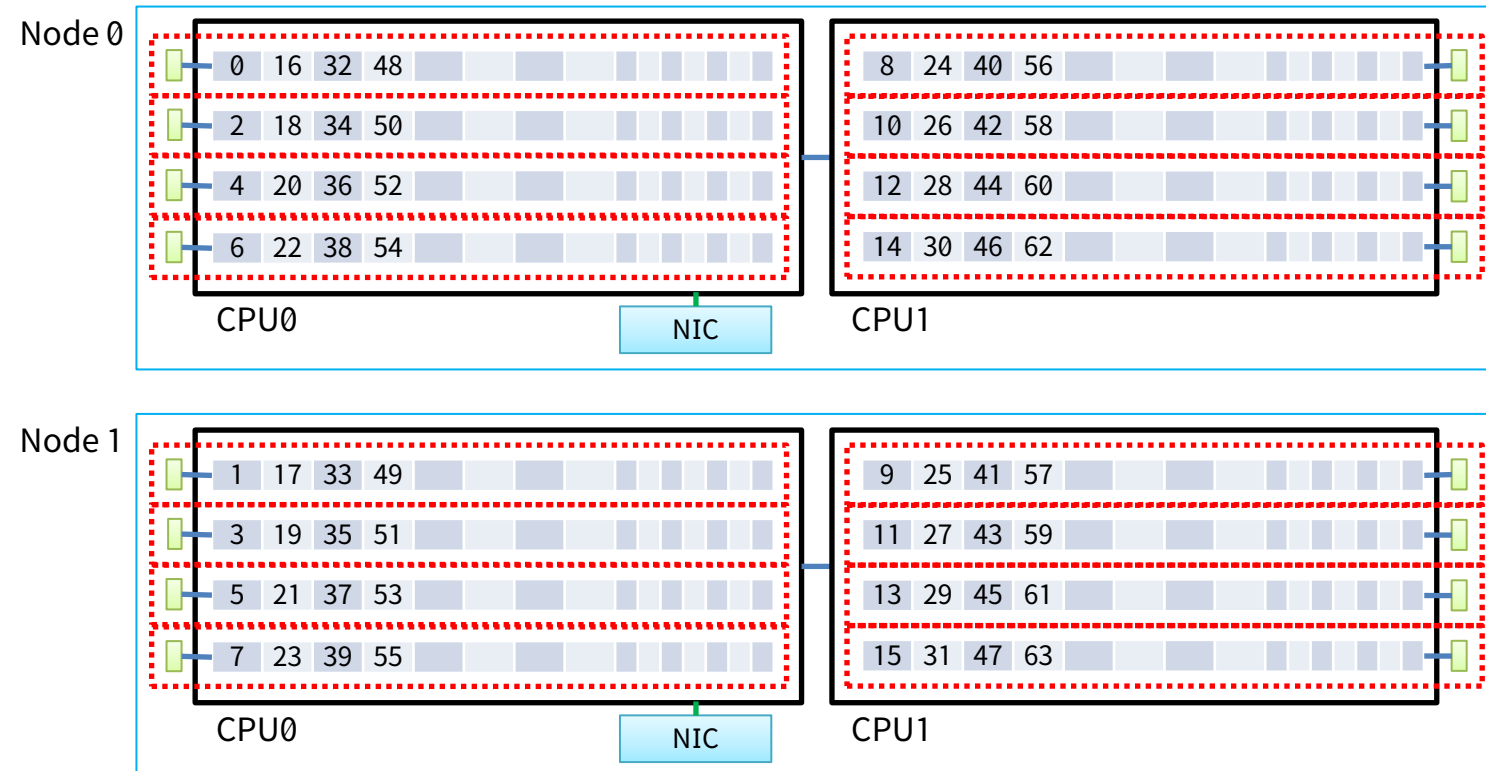 Node 0
0 16 32 48
2 18 34 50
4 20 36 52
6 22 38 54
CPU0
NIC
8 24 40 56
10 26 42 58
12 28 44 60
14 30 46 62
CPU1
Node 1
1 17 33 49
3 19 35 51
5 21 37 53
7 23 39 55
CPU0
NIC
9 25 41 57
11 27 43 59
13 29 45 61
15 31 47 63
CPU1